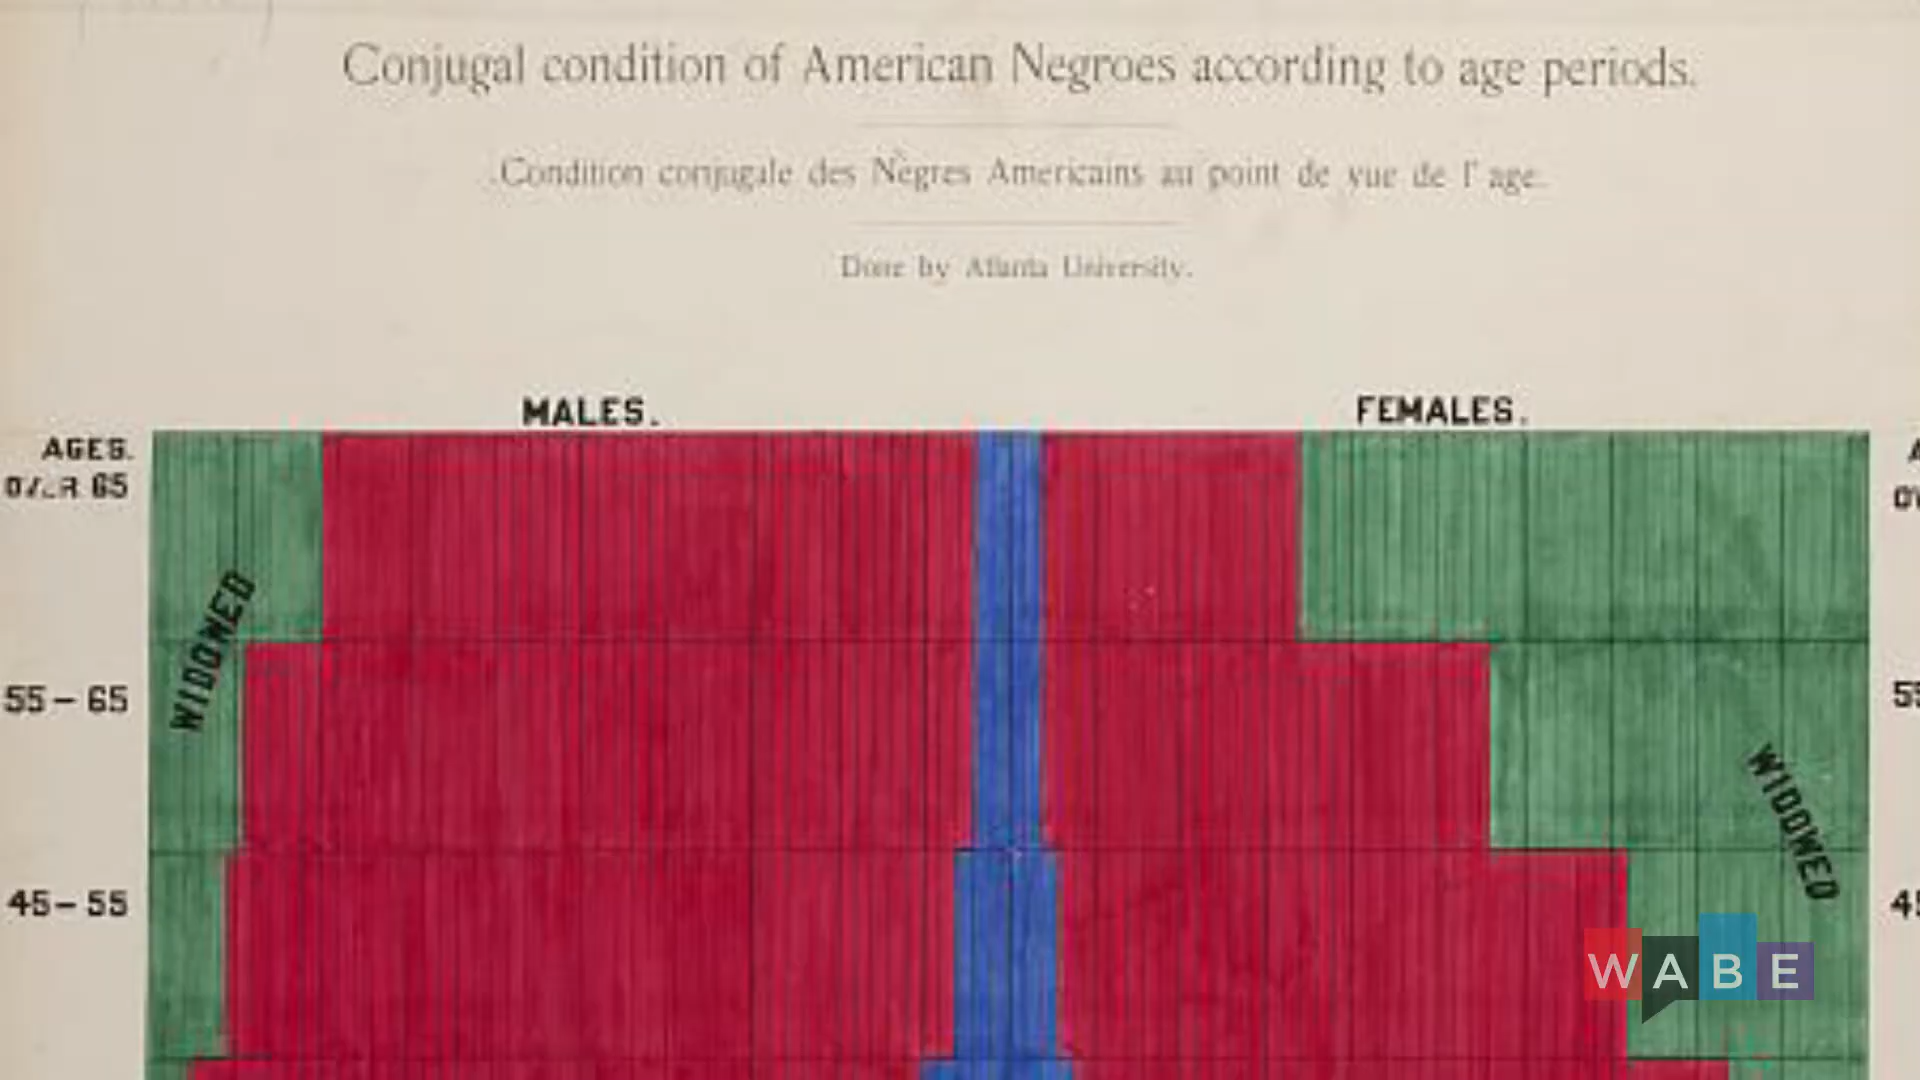 Conjugal condition of American Negroes according to age periods.
Condition conjugale des Nègres Americains au point de vue de l' age.
Done by Atlanta University.
MALES.
FEMALES.
AGES.
OVER 65
WIDOWED
55-65
WIDOWED
45-55
WABE